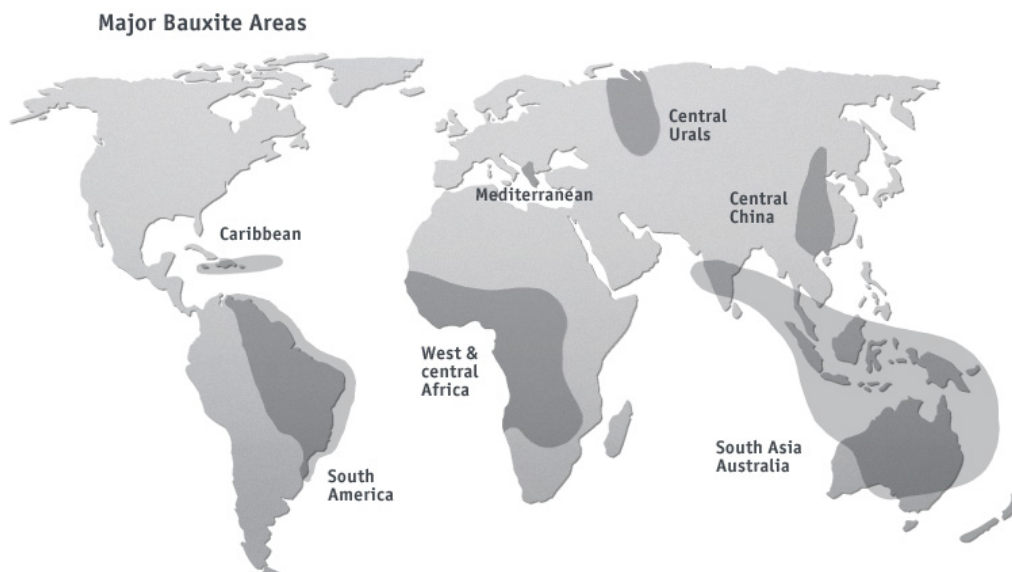 Major Bauxite Areas
Central
Urals
Mediterranean
Central
China
Caribbean
West &
central
Africa
South Asia
Australia
South
America